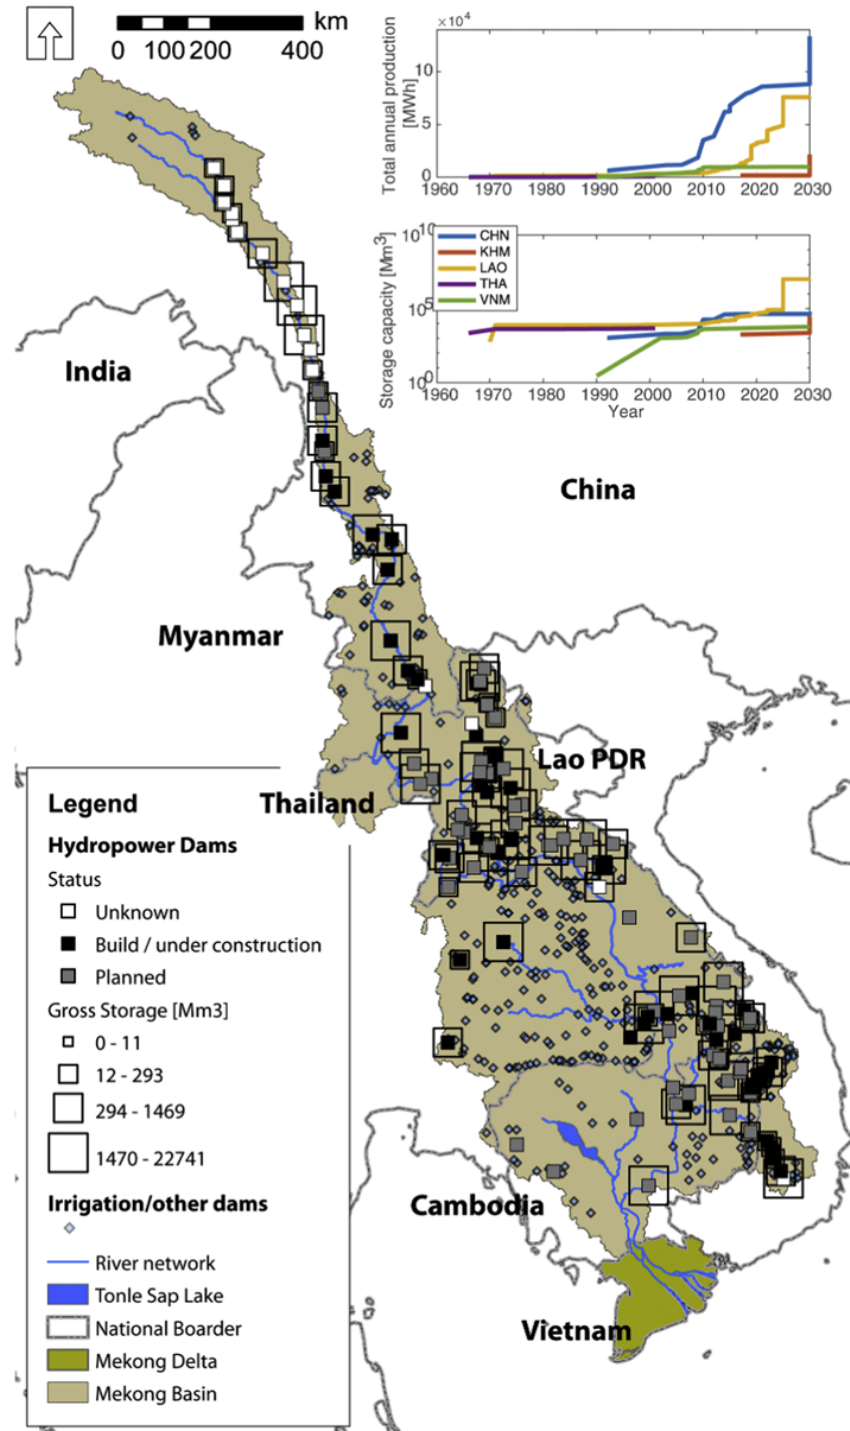 km
0 100 200 400
Total annual production
[MWh]
×10⁴
10
5
0
1960 1970 1980 1990 2000 2010 2020 2030
Storage capacity [Mm³]
10¹⁰
10⁵
10⁰
CHN
KHM
LAO
THA
VNM
1960 1970 1980 1990 2000 2010 2020 2030
Year
India
China
Myanmar
Lao PDR
Thailand
Cambodia
Vietnam
Legend
Hydropower Dams
Status
Unknown
Build / under construction
Planned
Gross Storage [Mm3]
0 - 11
12 - 293
294 - 1469
1470 - 22741
Irrigation/other dams
River network
Tonle Sap Lake
National Boarder
Mekong Delta
Mekong Basin